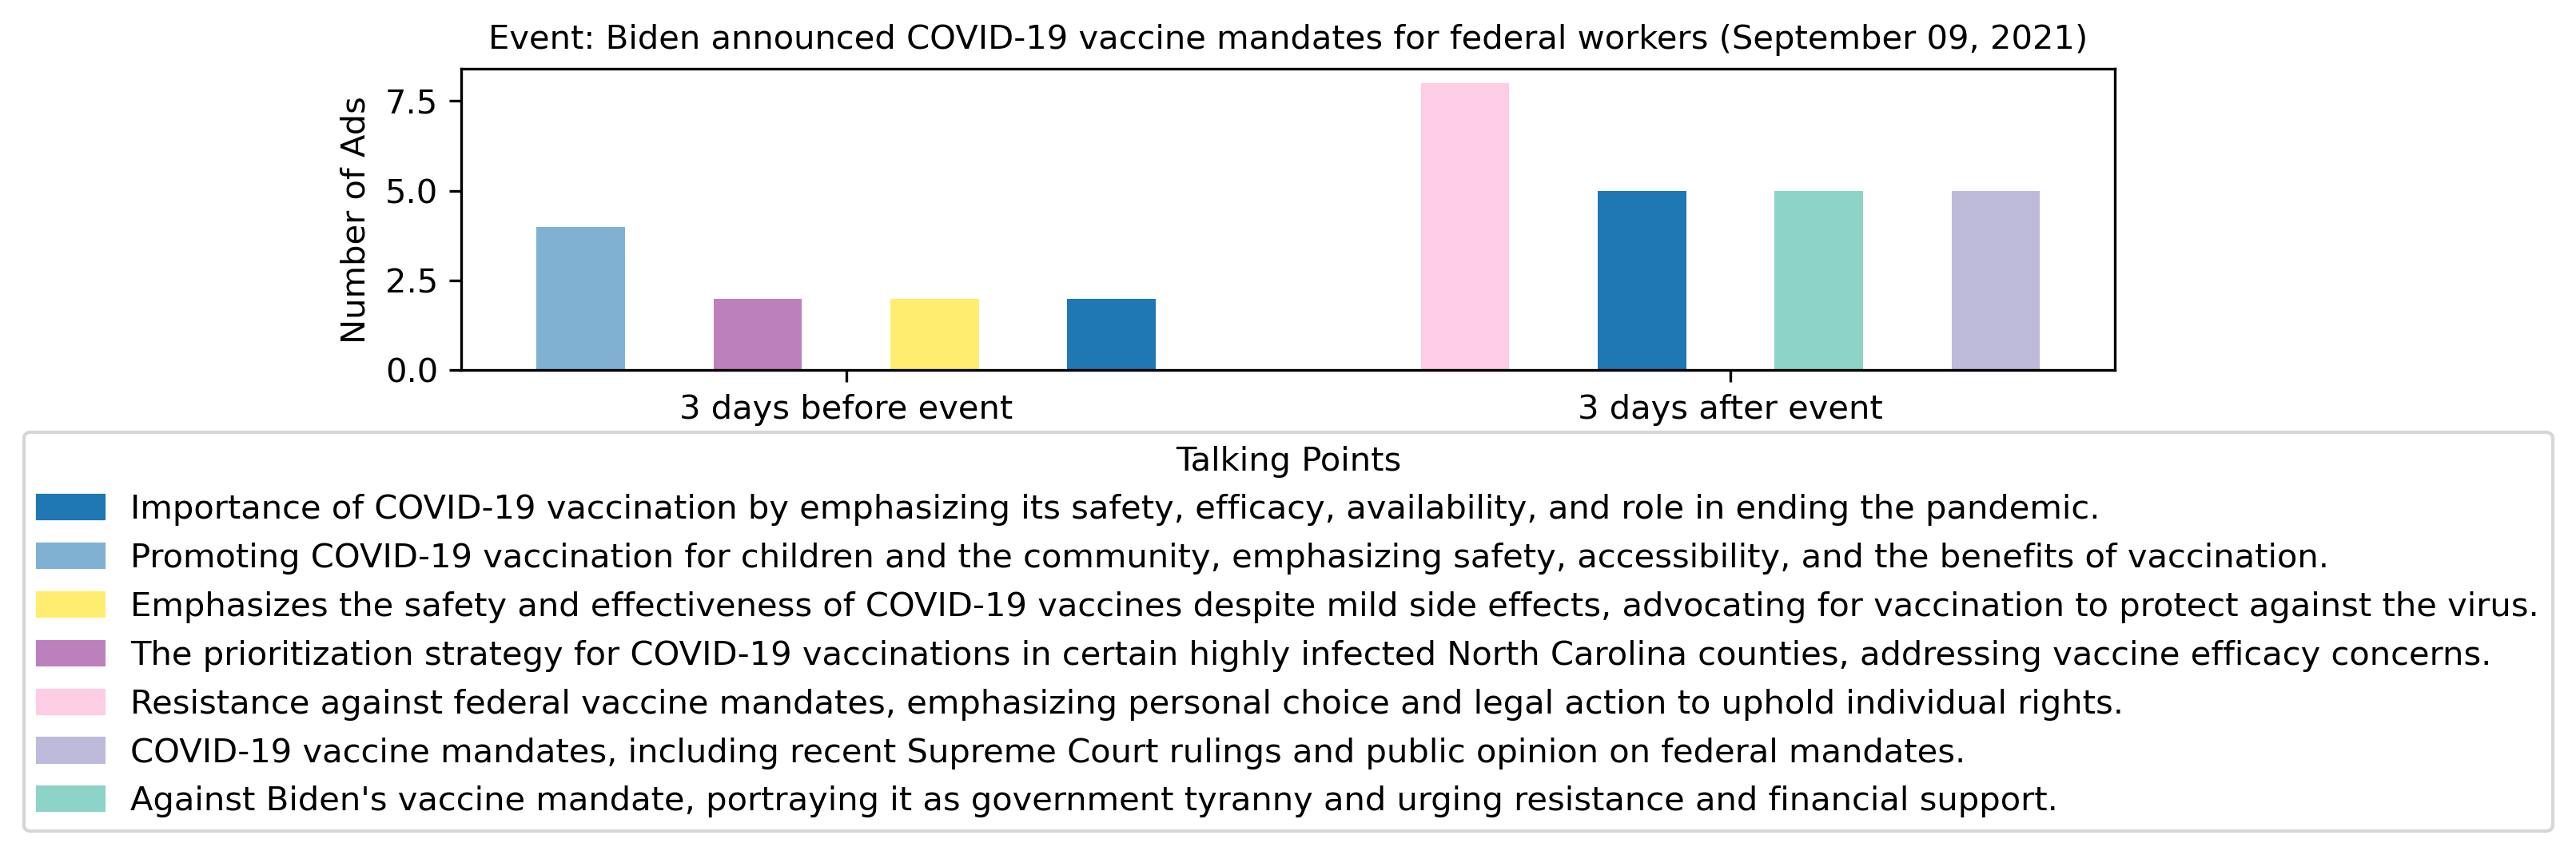 Event: Biden announced COVID-19 vaccine mandates for federal workers (September 09, 2021)
Number of Ads
7.5
5.0
2.5
0.0
3 days before event
3 days after event
Talking Points
Importance of COVID-19 vaccination by emphasizing its safety, efficacy, availability, and role in ending the pandemic.
Promoting COVID-19 vaccination for children and the community, emphasizing safety, accessibility, and the benefits of vaccination.
Emphasizes the safety and effectiveness of COVID-19 vaccines despite mild side effects, advocating for vaccination to protect against the virus.
The prioritization strategy for COVID-19 vaccinations in certain highly infected North Carolina counties, addressing vaccine efficacy concerns.
Resistance against federal vaccine mandates, emphasizing personal choice and legal action to uphold individual rights.
COVID-19 vaccine mandates, including recent Supreme Court rulings and public opinion on federal mandates.
Against Biden's vaccine mandate, portraying it as government tyranny and urging resistance and financial support.